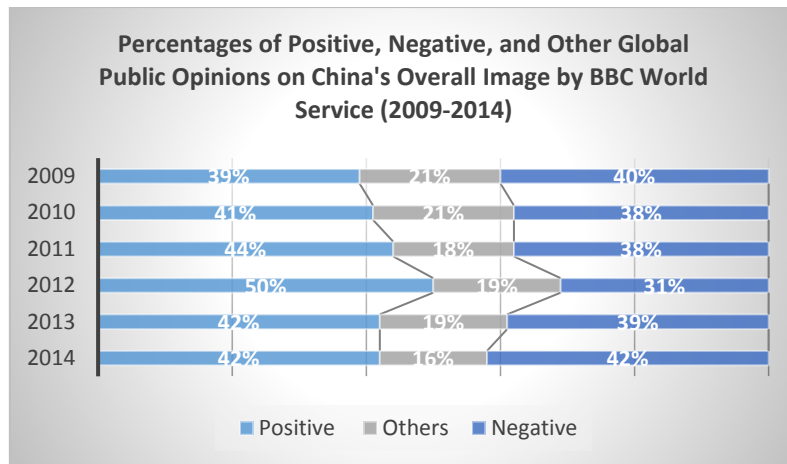 Percentages of Positive, Negative, and Other Global
Public Opinions on China's Overall Image by BBC World
Service (2009-2014)
2009 39% 21% 40%
2010 41% 21% 38%
2011 44% 18% 38%
2012 50% 19% 31%
2013 42% 19% 39%
2014 42% 16% 42%
Positive Others Negative